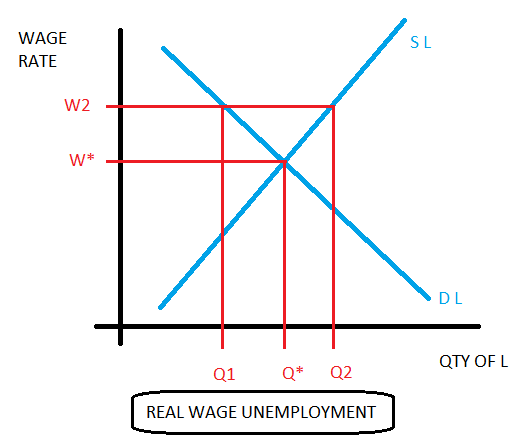 WAGE
RATE
S L
W2
W*
D L
QTY OF L
Q1
Q*
Q2
REAL WAGE UNEMPLOYMENT